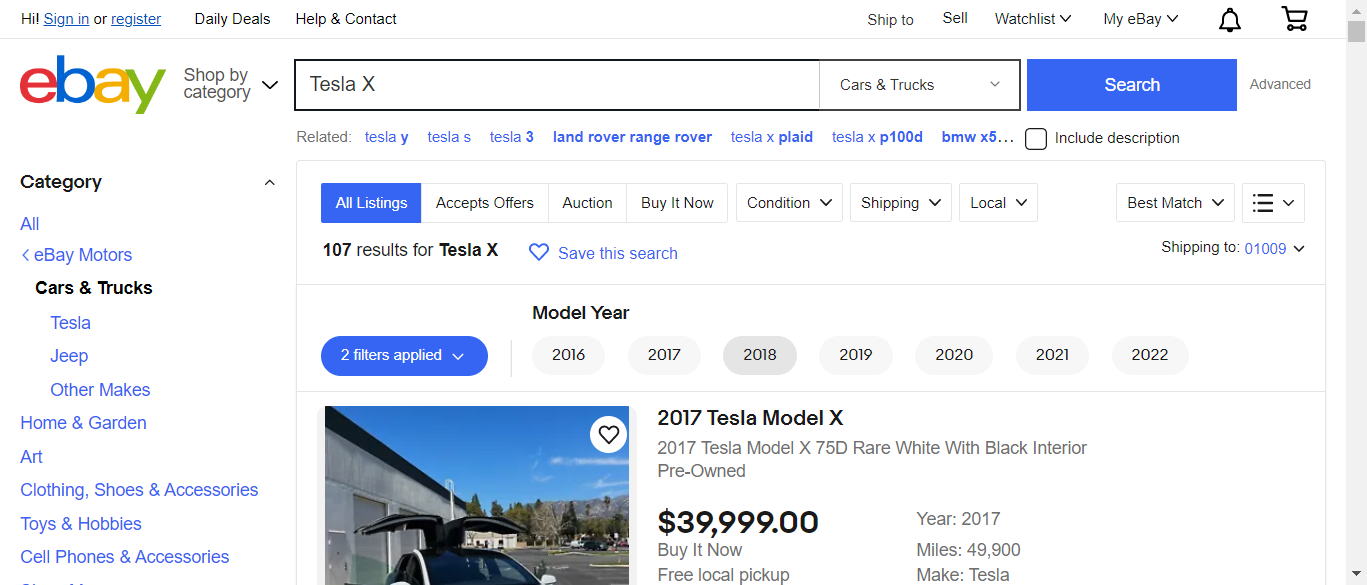 Hi! Sign in or register Daily Deals Help & Contact Ship to Sell Watchlist My eBay
ebay
Shop by
category
Tesla X Cars & Trucks Search Advanced
Related: tesla y tesla s tesla 3 land rover range rover tesla x plaid tesla x p100d bmw x5... Include description
Category
All
eBay Motors
Cars & Trucks
Tesla
Jeep
Other Makes
Home & Garden
Art
Clothing, Shoes & Accessories
Toys & Hobbies
Cell Phones & Accessories
All Listings Accepts Offers Auction Buy It Now Condition Shipping Local Best Match
107 results for Tesla X Save this search Shipping to: 01009
Model Year
2 filters applied 2016 2017 2018 2019 2020 2021 2022
2017 Tesla Model X
2017 Tesla Model X 75D Rare White With Black Interior
Pre-Owned
$39,999.00 Year: 2017
Buy It Now Miles: 49,900
Free local pickup Make: Tesla